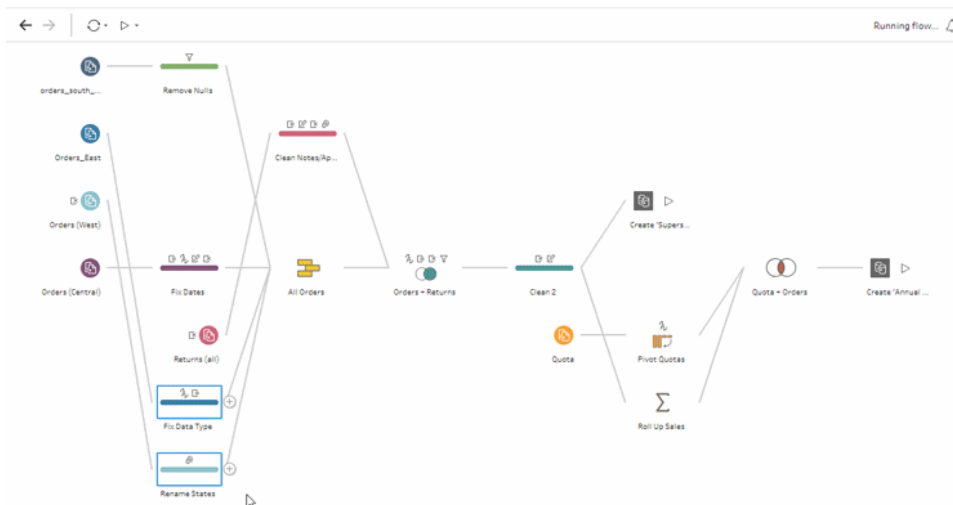 Running flow...
orders_south_...
Remove Nulls
Orders_East
Clean Notes/Ap...
Orders (West)
Create 'Supers...
Orders (Central)
Fix Dates
All Orders
Orders + Returns
Clean 2
Quota + Orders
Create 'Annual ...
Returns (all)
Quota
Pivot Quotas
Fix Data Type
Roll Up Sales
Rename States